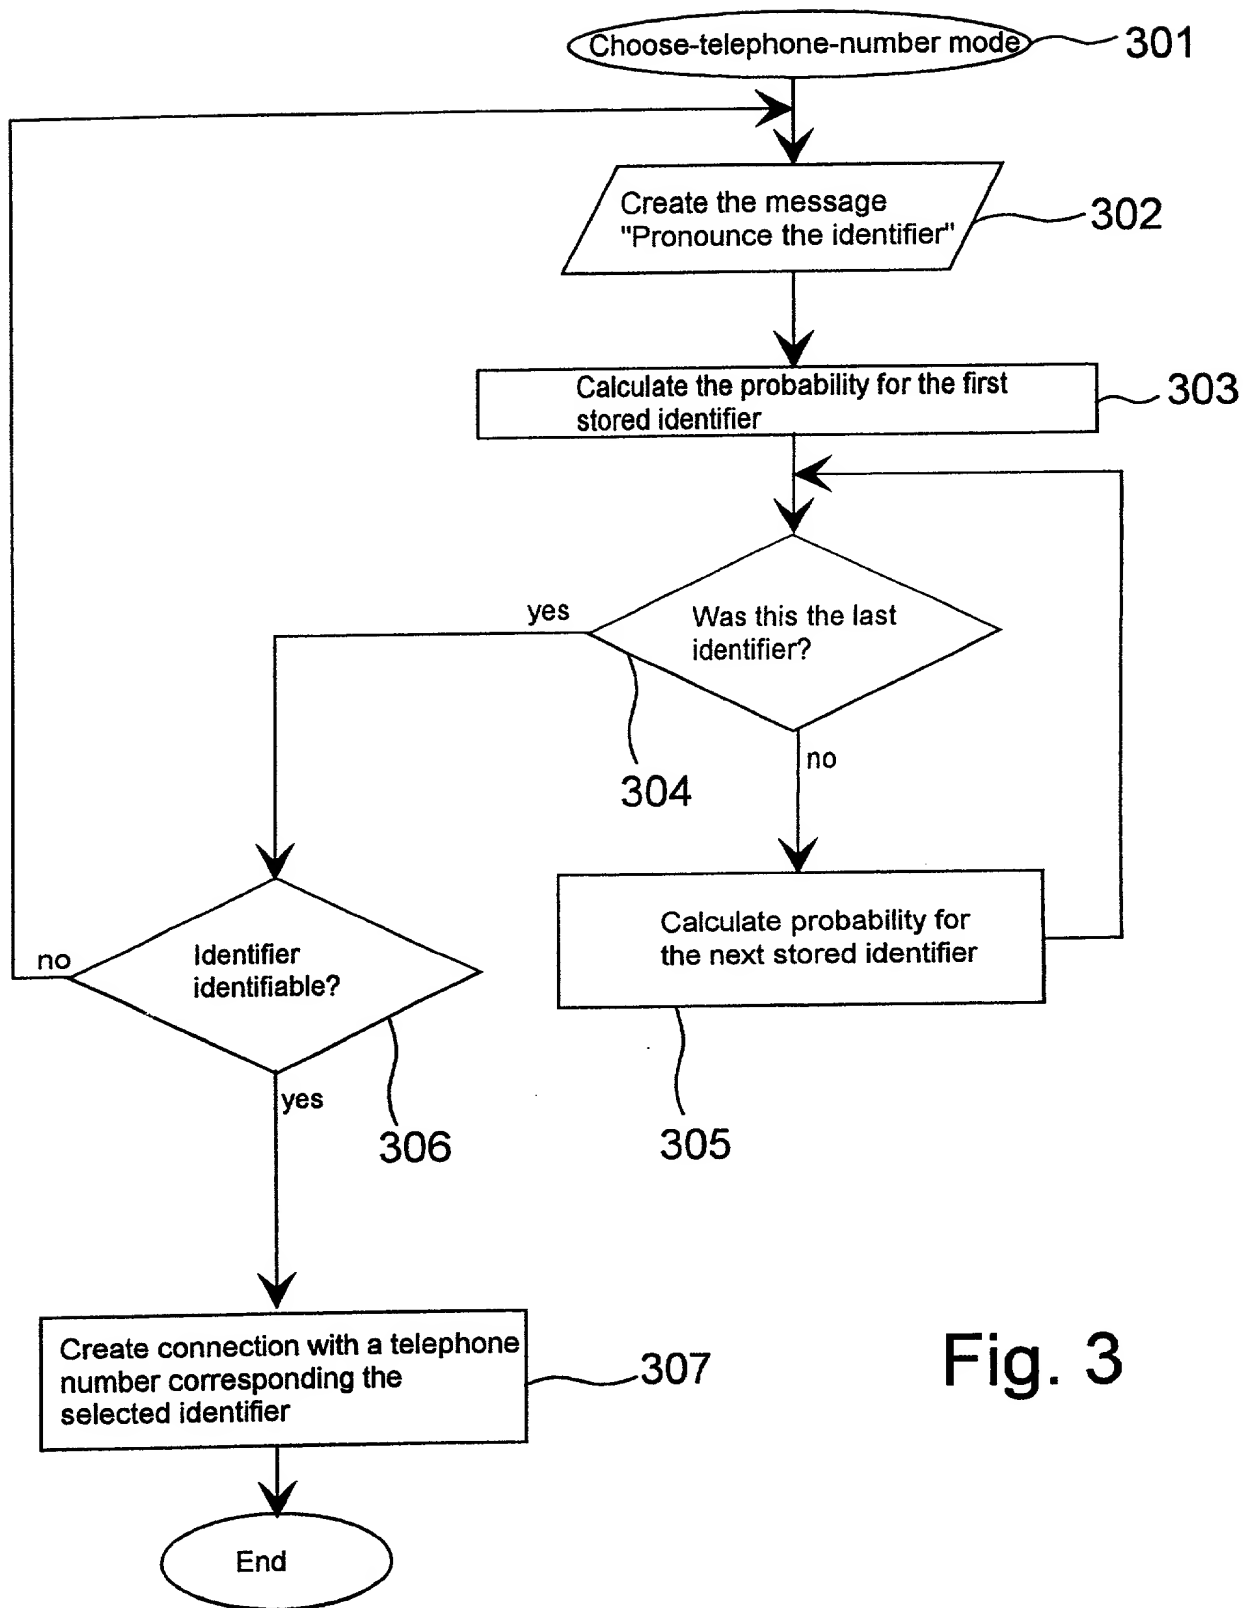 Choose-telephone-number mode
301
Create the message
"Pronounce the identifier"
302
Calculate the probability for the first
stored identifier
303
yes
Was this the last
identifier?
304
no
Calculate probability for
the next stored identifier
305
no
Identifier
identifiable?
306
yes
Create connection with a telephone
number corresponding the
selected identifier
307
Fig. 3
End